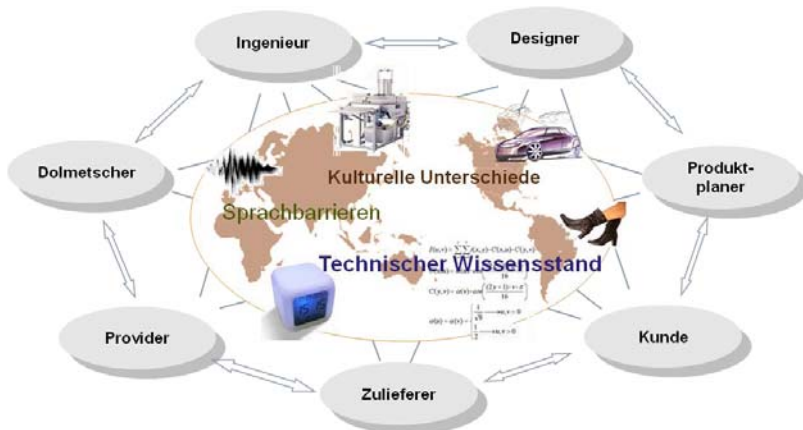 Ingenieur
Designer
Dolmetscher
Kulturelle Unterschiede
Produkt-
planer
Sprachbarrieren
Technischer Wissensstand
Provider
Kunde
Zulieferer